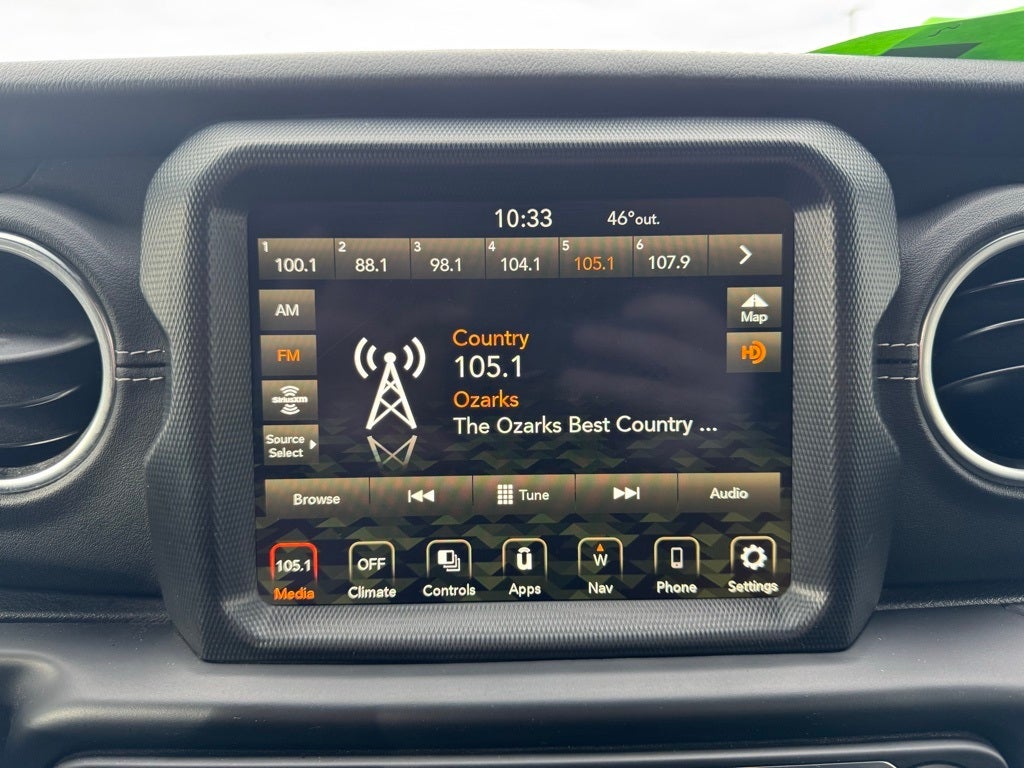 10:33 46°out.
1 100.1 2 88.1 3 98.1 4 104.1 5 105.1 6 107.9
AM
Map
FM
HD
Country
105.1
SiriusXM
Ozarks
The Ozarks Best Country ...
Source
Select
Browse Tune Audio
105.1 OFF W
Media Climate Controls Apps Nav Phone Settings